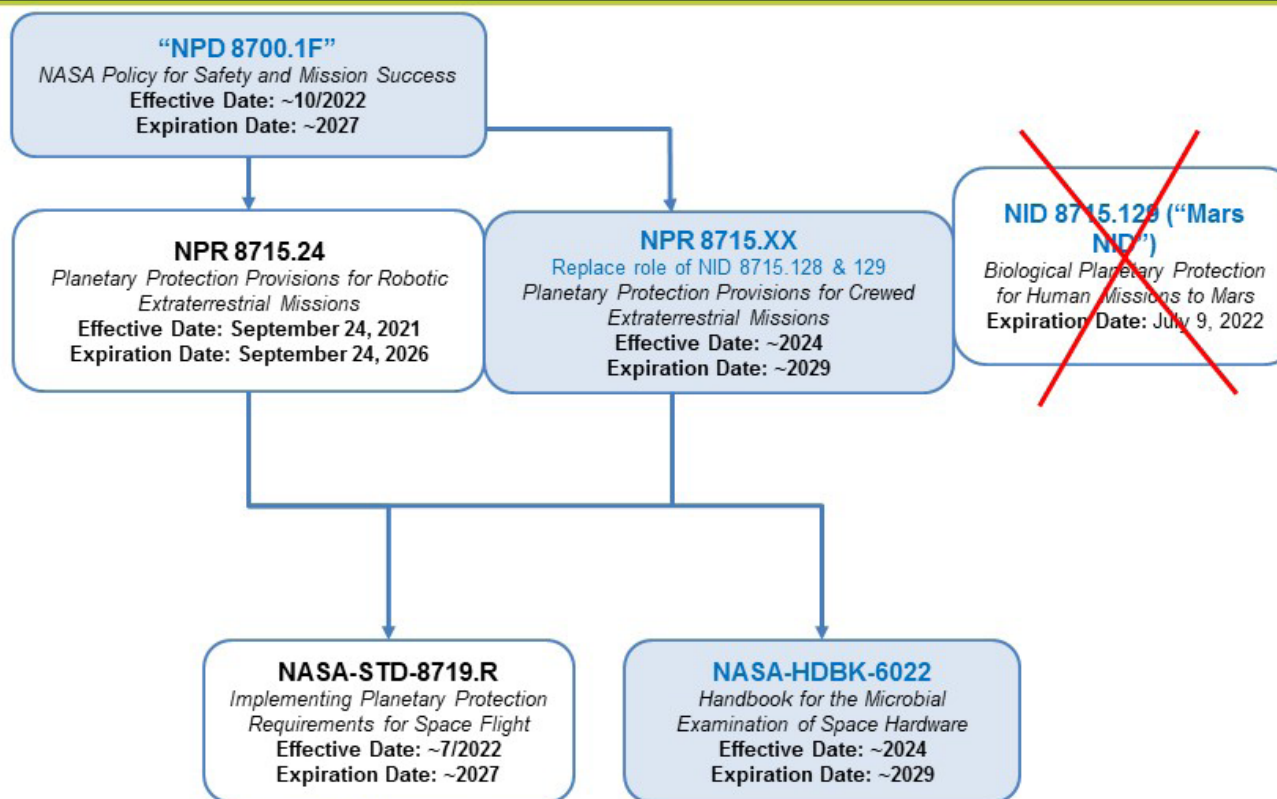 “NPD 8700.1F”
NASA Policy for Safety and Mission Success
Effective Date: ~10/2022
Expiration Date: ~2027
NPR 8715.24
Planetary Protection Provisions for Robotic
Extraterrestrial Missions
Effective Date: September 24, 2021
Expiration Date: September 24, 2026
NPR 8715.XX
Replace role of NID 8715.128 & 129
Planetary Protection Provisions for Crewed
Extraterrestrial Missions
Effective Date: ~2024
Expiration Date: ~2029
NID 8715.129 (“Mars
NID”)
Biological Planetary Protection
for Human Missions to Mars
Expiration Date: July 9, 2022
NASA-STD-8719.R
Implementing Planetary Protection
Requirements for Space Flight
Effective Date: ~7/2022
Expiration Date: ~2027
NASA-HDBK-6022
Handbook for the Microbial
Examination of Space Hardware
Effective Date: ~2024
Expiration Date: ~2029